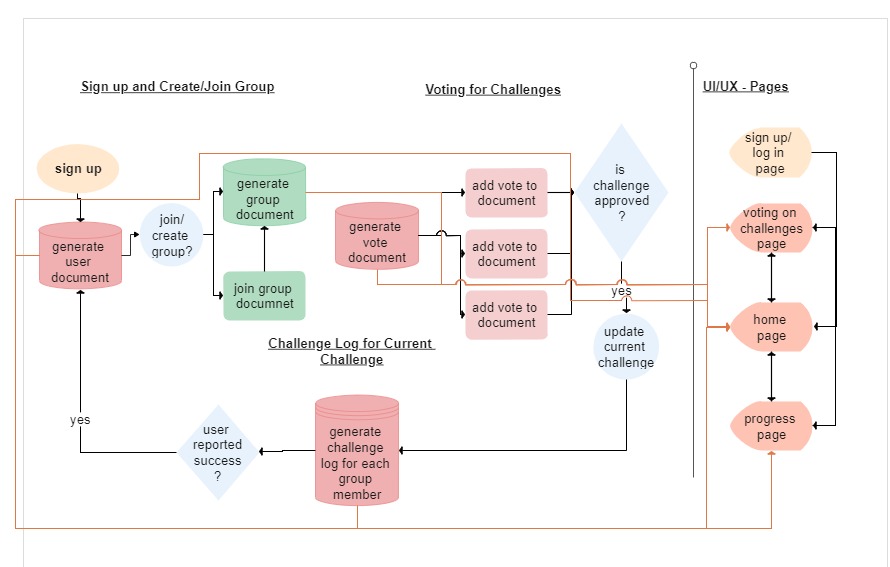 Sign up and Create/Join Group
Voting for Challenges
UI/UX - Pages
sign up
generate
user
document
join/
create
group?
generate
group
document
join group
documnet
generate
vote
document
add vote to
document
add vote to
document
add vote to
document
is
challenge
approved
?
yes
update
current
challenge
Challenge Log for Current
Challenge
generate
challenge
log for each
group
member
user
reported
success
?
yes
sign up/
log in
page
voting on
challenges
page
home
page
progress
page